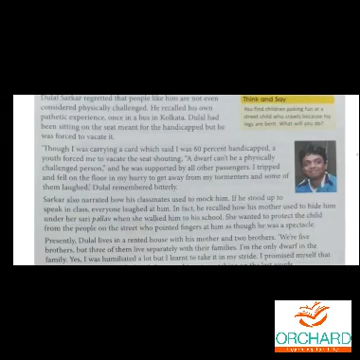 Dulal Sarkar regretted that people like him are not even
considered physically challenged. He recalled his own
pathetic experience, once in a bus in Kolkata. Dulal had
been sitting on the seat meant for the handicapped but he
was forced to vacate it.
Think and Say
You find children poking fun at a
street child who crawls because his
legs are bent. What will you do?
'Though I was carrying a card which said I was 60 percent handicapped, a
youth forced me to vacate the seat shouting, "A dwarf can't be a physically
challenged person," and he was supported by all other passengers. I tripped
and fell on the floor in my hurry to get away from my tormentors and some of
them laughed,' Dulal remembered bitterly.
Sarkar also narrated how his classmates used to mock him. If he stood up to
speak in class, everyone laughed at him. In fact, he recalled how his mother used to hide him
under her sari pallav when she walked him to his school. She wanted to protect the child
from the people on the street who pointed fingers at him as though he was a spectacle.
Presently, Dulal lives in a rented house with his mother and two brothers. 'We're five
brothers, but three of them live separately with their families. I'm the only dwarf in the
family. Yes, I was humiliated a lot but I learnt to take it in my stride. I promised myself that
ORCHARD